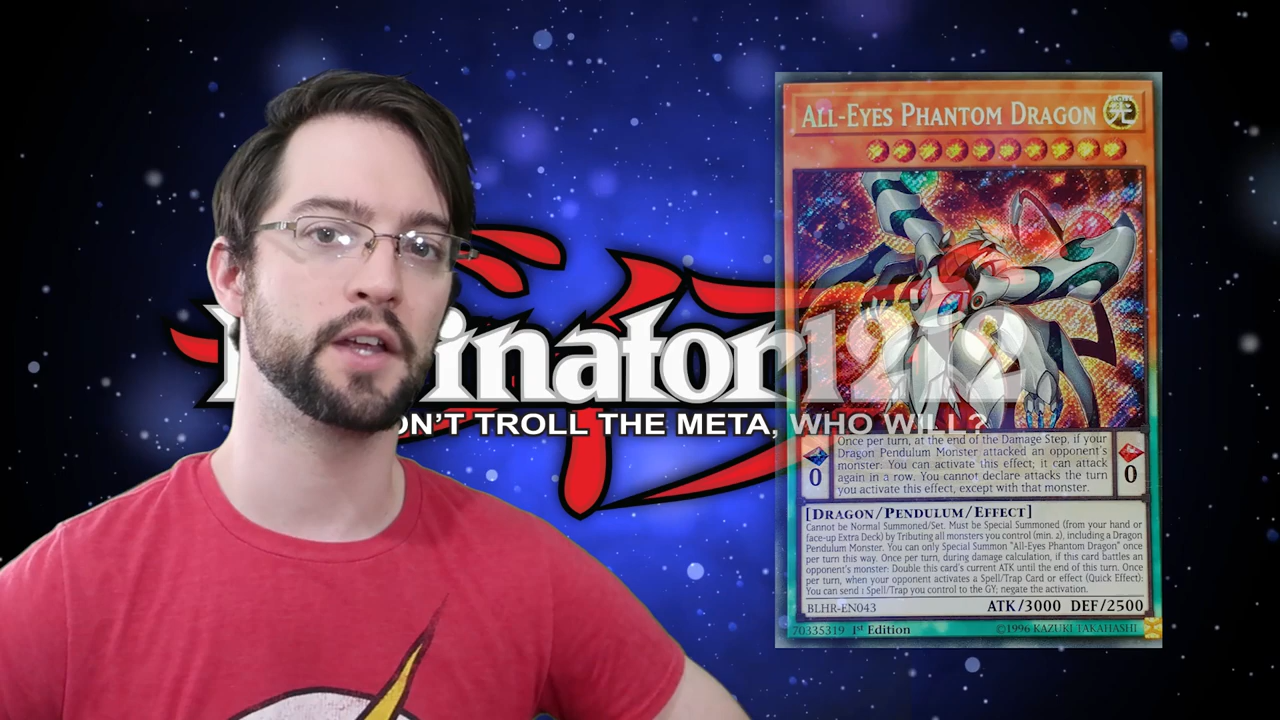 inator12
ON'T TROLL THE META, WHO WILL?
ALL-EYES PHANTOM DRAGON
LIGHT
光
Once per turn, at the end of the Damage Step, if your
Dragon Pendulum Monster attacked an opponent's
monster: You can activate this effect; it can attack
again in a row. You cannot declare attacks the turn
you activate this effect, except with that monster.
0
0
[DRAGON/PENDULUM/EFFECT]
Cannot be Normal Summoned/Set. Must be Special Summoned (from your hand or
face-up Extra Deck) by Tributing all monsters you control (min. 2), including a Dragon
Pendulum Monster. You can only Special Summon "All-Eyes Phantom Dragon" once
per turn this way. Once per turn, during damage calculation, if this card battles an
opponent's monster: Double this card's current ATK until the end of this turn. Once
per turn, when your opponent activates a Spell/Trap Card or effect (Quick Effect):
You can send 1 Spell/Trap you control to the GY; negate the activation.
BLHR-EN043
ATK/3000 DEF/2500
70335319 1st Edition
©1996 KAZUKI TAKAHASHI